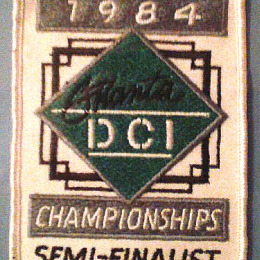 1984
Atlanta
DCI
CHAMPIONSHIPS
SEMI-FINALIST